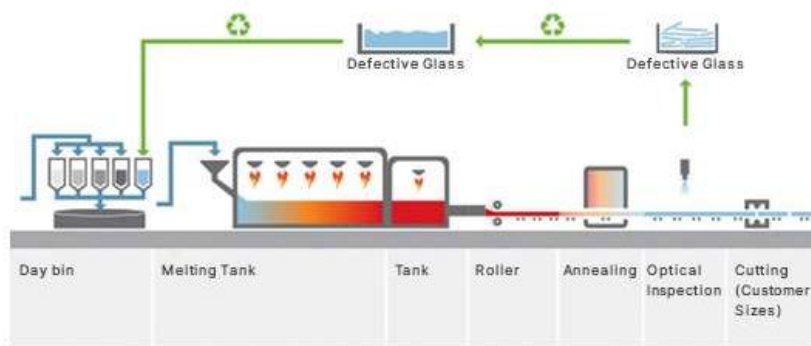 Defective Glass
Defective Glass
Day bin
Melting Tank
Tank
Roller
Annealing
Optical
Inspection
Cutting
(Customer
Sizes)